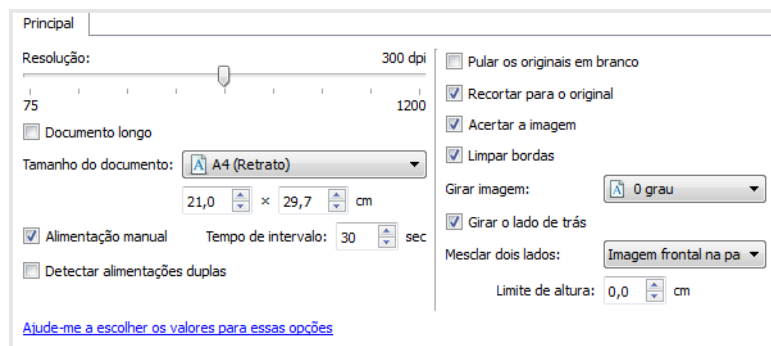 Principal
Resolução: 300 dpi
75 1200
Documento longo
Tamanho do documento: A4 (Retrato)
21,0 × 29,7 cm
Alimentação manual Tempo de intervalo: 30 sec
Detectar alimentações duplas
Ajude-me a escolher os valores para essas opções
Pular os originais em branco
Recortar para o original
Acertar a imagem
Limpar bordas
Girar imagem: 0 grau
Girar o lado de trás
Mesclar dois lados: Imagem frontal na pa
Limite de altura: 0,0 cm